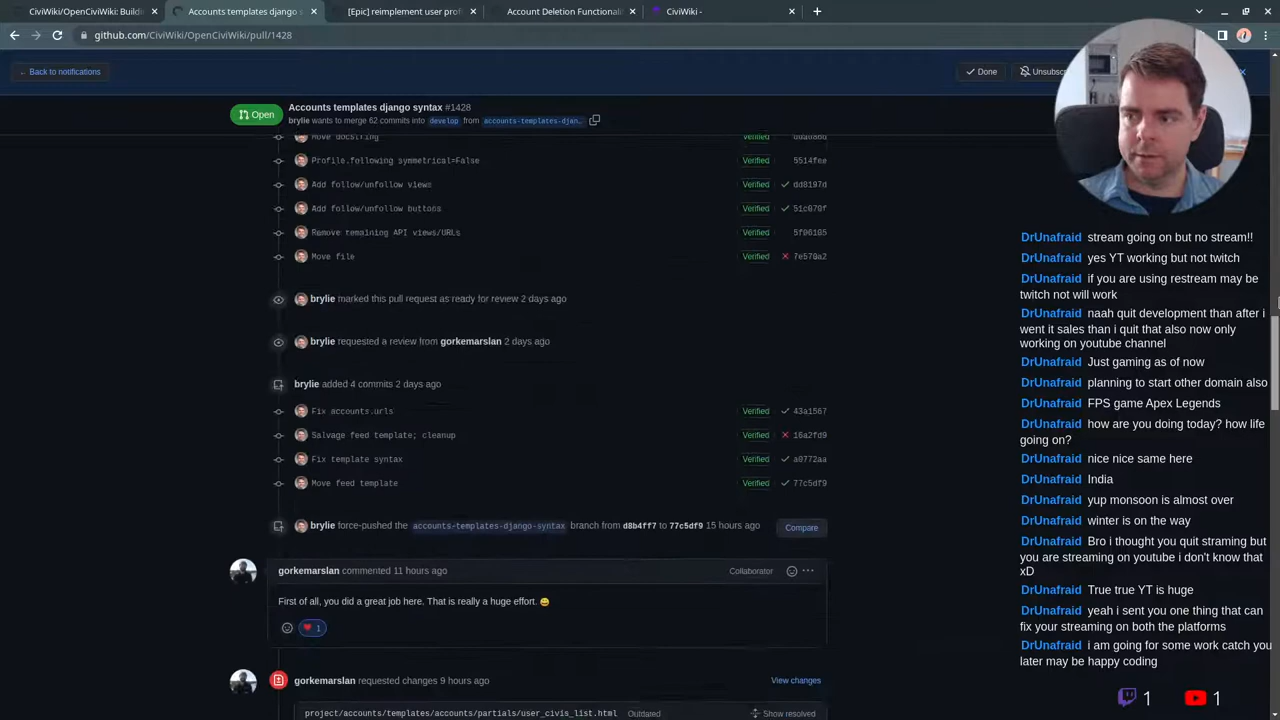 CiviWiki/OpenCiviWiki: Buildi
Accounts templates django s
[Epic] reimplement user prof
Account Deletion Functionali
CiviWiki -
github.com/CiviWiki/OpenCiviWiki/pull/1428
← Back to notifications
Done
Unsubscr
Open
Accounts templates django syntax #1428
brylie wants to merge 62 commits into develop from accounts-templates-djan…
Move docstring Verified
Profile.following symmetrical=False Verified 5514fee
Add follow/unfollow views Verified dd8197d
Add follow/unfollow buttons Verified
Remove remaining API views/URLs Verified
Move file Verified 7e570a2
brylie marked this pull request as ready for review 2 days ago
brylie requested a review from gorkemarslan 2 days ago
brylie added 4 commits 2 days ago
Fix accounts.urls Verified 43a1567
Salvage feed template; cleanup Verified 16a2fd9
Fix template syntax Verified a0772aa
Move feed template Verified 77c5df9
brylie force-pushed the accounts-templates-django-syntax branch from d8b4ff7 to 77c5df9 15 hours ago Compare
gorkemarslan commented 11 hours ago Collaborator
First of all, you did a great job here. That is really a huge effort. 😄
1
gorkemarslan requested changes 9 hours ago View changes
project/accounts/templates/accounts/partials/user_civis_list.html Outdated Show resolved
DrUnafraid stream going on but no stream!!
DrUnafraid yes YT working but not twitch
DrUnafraid if you are using restream may be
twitch not will work
DrUnafraid naah quit development than after i
went it sales than i quit that also now only
working on youtube channel
DrUnafraid Just gaming as of now
DrUnafraid planning to start other domain also
DrUnafraid FPS game Apex Legends
DrUnafraid how are you doing today? how life
going on?
DrUnafraid nice nice same here
DrUnafraid India
DrUnafraid yup monsoon is almost over
DrUnafraid winter is on the way
DrUnafraid Bro i thought you quit straming but
you are streaming on youtube i don't know that
xD
DrUnafraid True true YT is huge
DrUnafraid yeah i sent you one thing that can
fix your streaming on both the platforms
DrUnafraid i am going for some work catch you
later may be happy coding
1
1